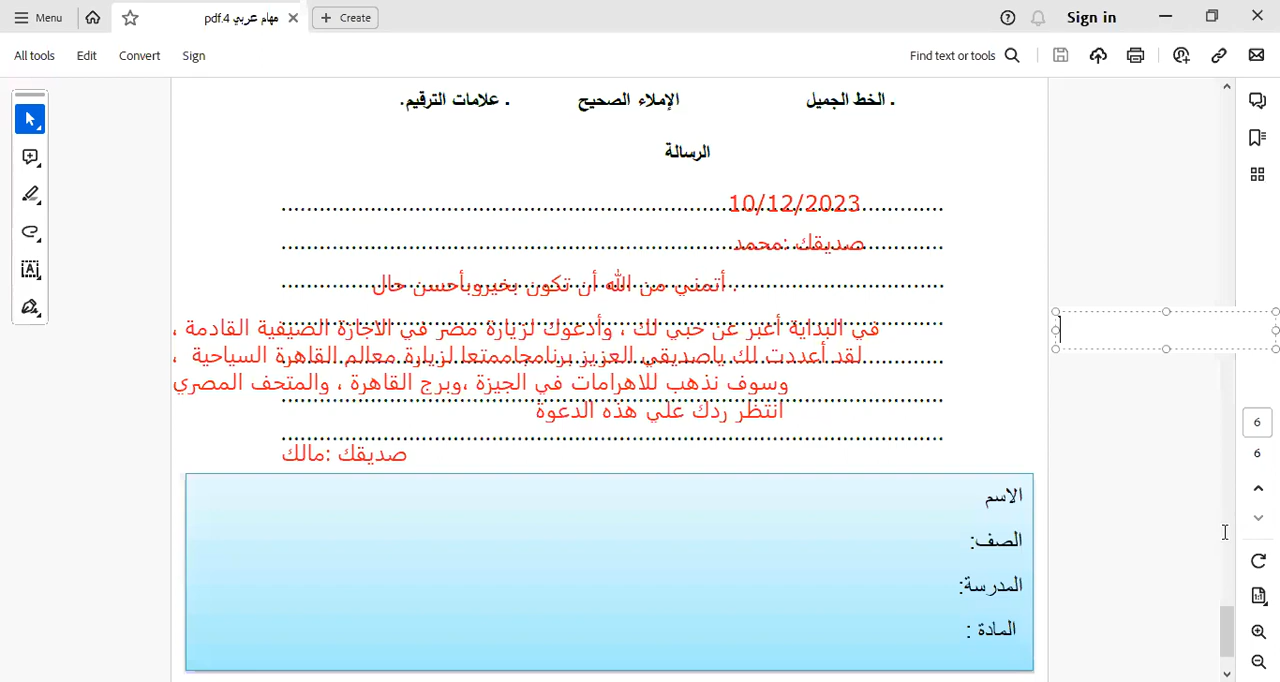 Menu
مهام عربي 4.pdf
Create
Sign in
All tools
Edit
Convert
Sign
Find text or tools
. الخط الجميل الإملاء الصحيح . علامات الترقيم.
الرسالة
10/12/2023
صديقك :محمد
. أتمني من الله أن تكون بخيروبأحسن حال
في البداية أعبر عن حبي لك ، وأدعوك لزيارة مصر في الاجازة الصيفية القادمة ،
لقد أعددت لك ياصديقي العزيز برنامجاممتعا لزيارة معالم القاهرة السياحية ،
وسوف نذهب للاهرامات في الجيزة ،وبرج القاهرة ، والمتحف المصري
انتظر ردك علي هذه الدعوة
صديقك :مالك
الاسم
الصف:
المدرسة:
المادة :
6
6
1:1